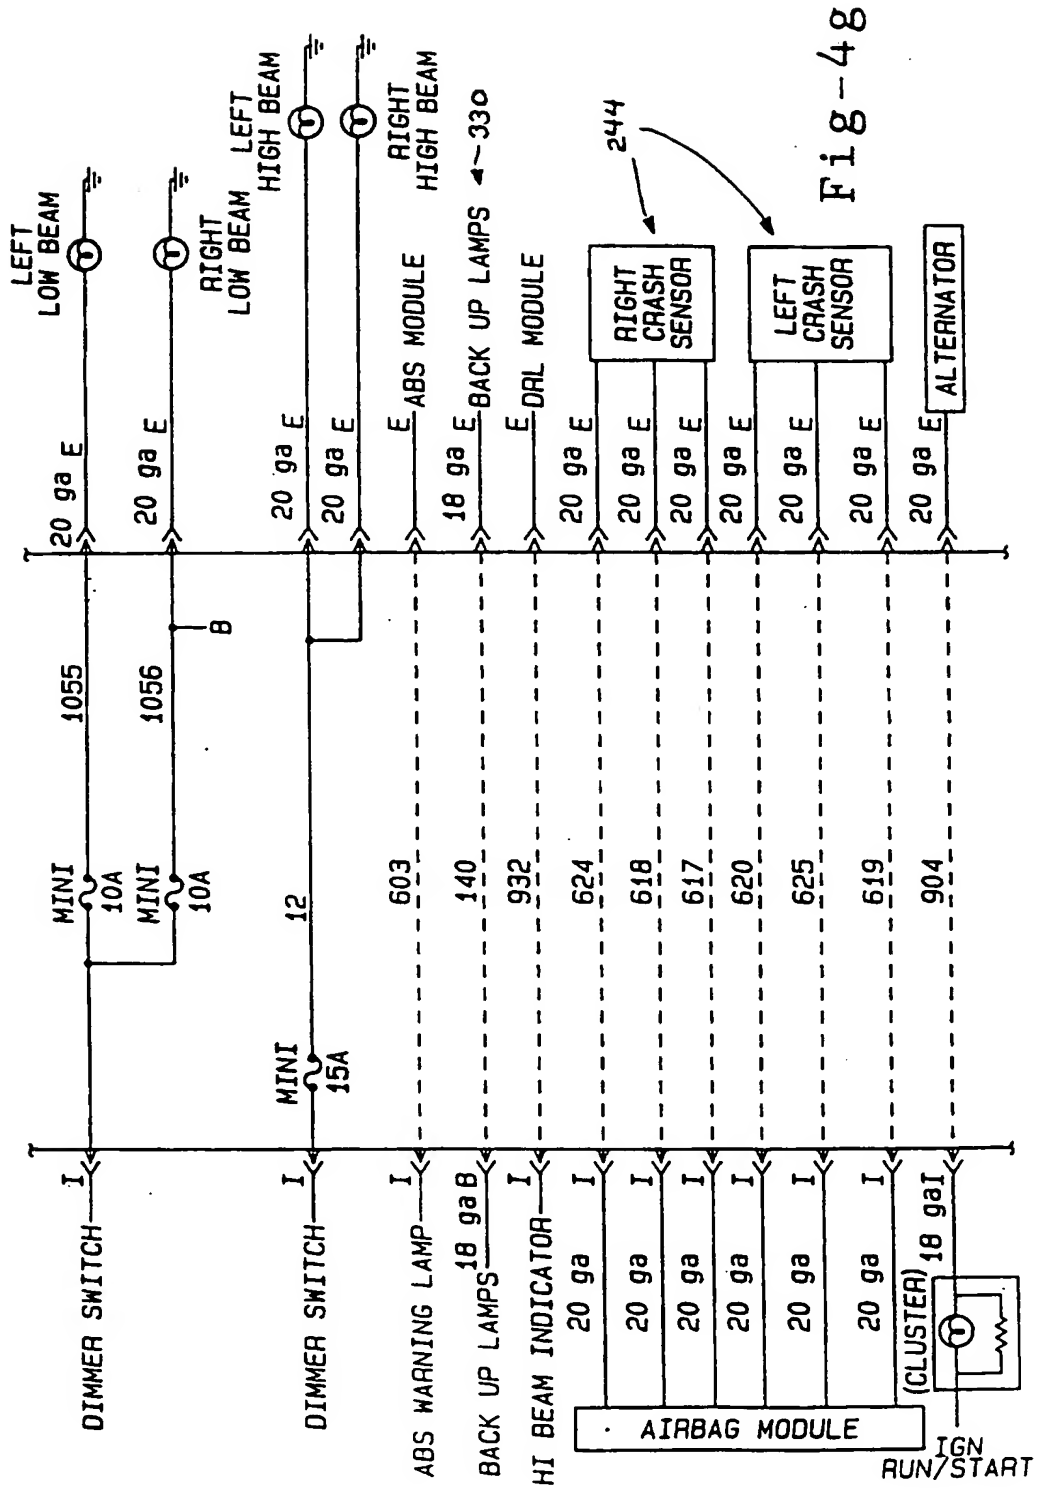 DIMMER SWITCH
I
MINI
10A
1055
20 ga E
LEFT
LOW BEAM
MINI
10A
1056
B
20 ga E
RIGHT
LOW BEAM
DIMMER SWITCH
I
MINI
15A
12
20 ga E
LEFT
HIGH BEAM
20 ga E
RIGHT
HIGH BEAM
ABS WARNING LAMP
I
603
E
ABS MODULE
BACK UP LAMPS
18 ga B
140
18 ga E
BACK UP LAMPS
330
HI BEAM INDICATOR
I
932
E
DRL MODULE
AIRBAG MODULE
20 ga
I
624
20 ga E
20 ga
I
618
20 ga E
20 ga
I
617
20 ga E
RIGHT
CRASH
SENSOR
244
20 ga
I
620
20 ga E
20 ga
I
625
20 ga E
20 ga
I
619
20 ga E
LEFT
CRASH
SENSOR
IGN
RUN/START
(CLUSTER)
18 ga I
904
20 ga E
ALTERNATOR
Fig-4g